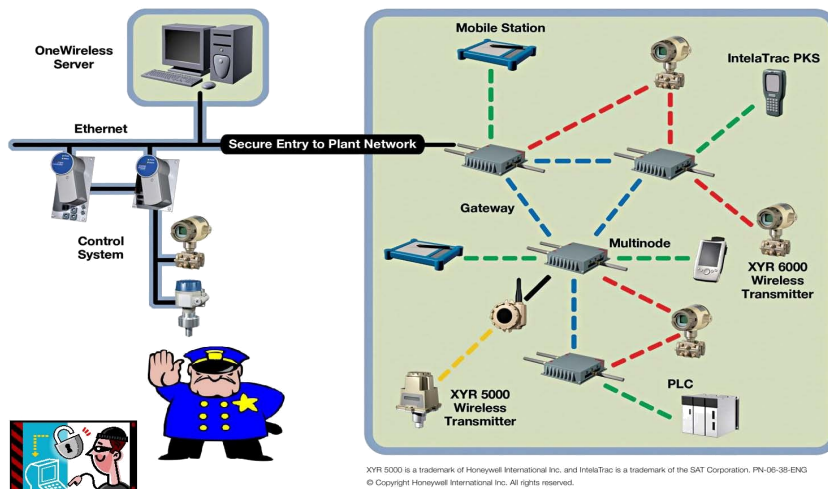 OneWireless
Server
Ethernet
Secure Entry to Plant Network
Control
System
Mobile Station
IntelaTrac PKS
Gateway
Multinode
XYR 6000
Wireless
Transmitter
XYR 5000
Wireless
Transmitter
PLC
XYR 5000 is a trademark of Honeywell International Inc. and IntelaTrac is a trademark of the SAT Corporation. PN-06-38-ENG
© Copyright Honeywell International Inc. All rights reserved.